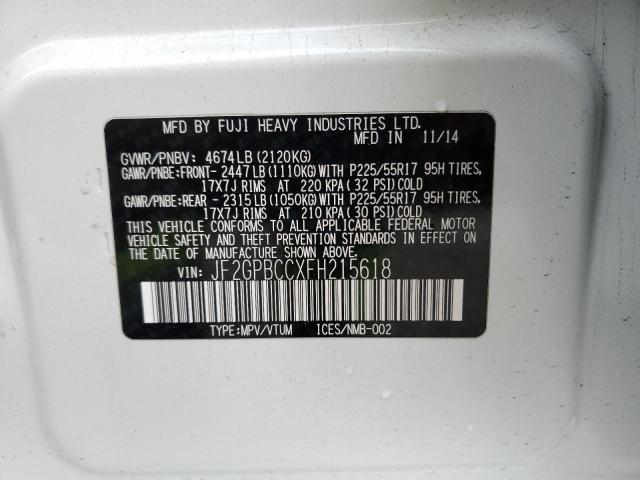 MFD BY FUJI HEAVY INDUSTRIES LTD.
MFD IN 11/14
GVWR/PNBV: 4674LB (2120KG)
GAWR/PNBE:FRONT- 2447LB (1110KG) WITH P225/55R17 95H TIRES,
17X7J RIMS AT 220 KPA ( 32 PSI) COLD
GAWR/PNBE:REAR - 2315LB (1050KG) WITH P225/55R17 95H TIRES,
17X7J RIMS AT 210 KPA (30 PSI) COLD
THIS VEHICLE CONFORMS TO ALL APPLICABLE FEDERAL MOTOR
VEHICLE SAFETY AND THEFT PREVENTION STANDARDS IN EFFECT ON
THE DATE OF MANUFACTURE SHOWN ABOVE.
VIN: JF2GPBCCXFH215618
TYPE:MPV/VTUM ICES/NMB-002